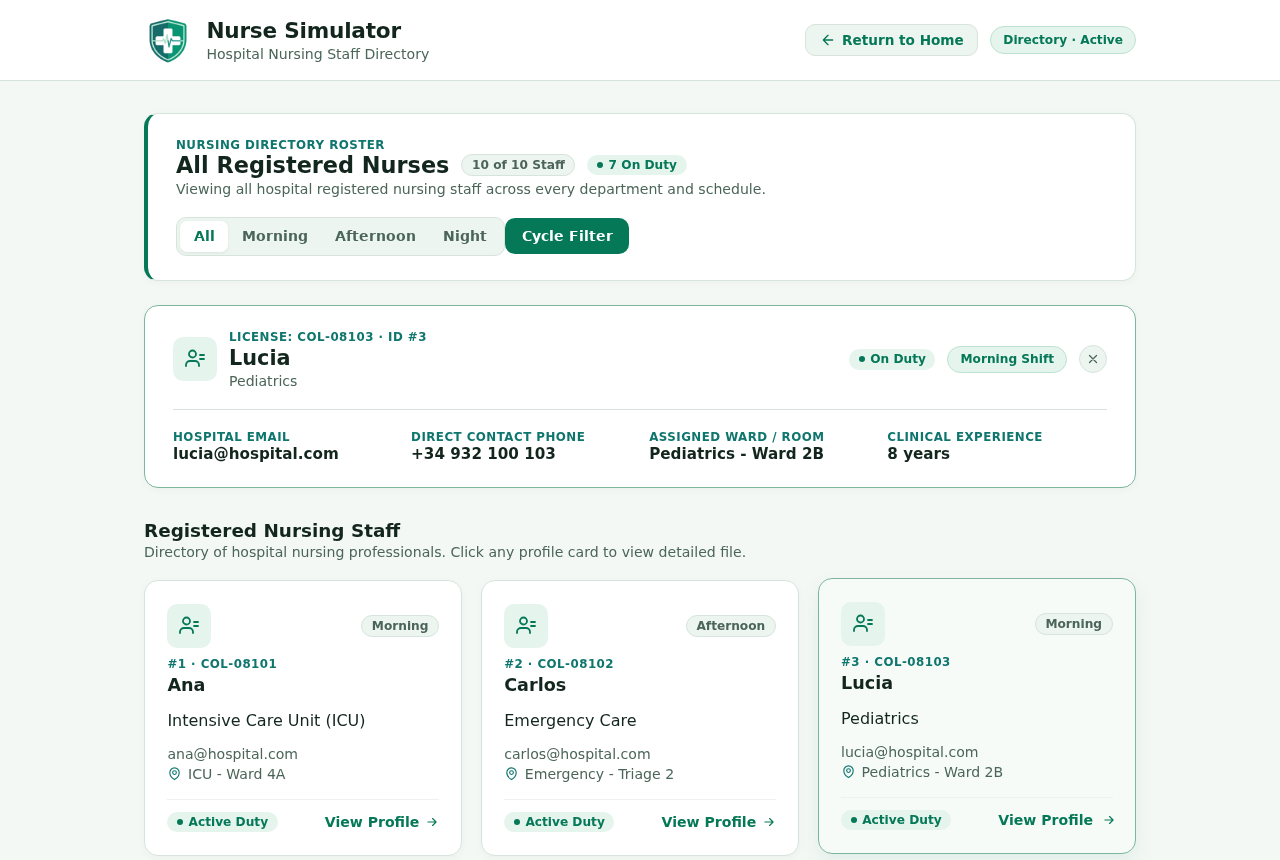 Nurse Simulator
Hospital Nursing Staff Directory
Return to Home
Directory · Active
NURSING DIRECTORY ROSTER
All Registered Nurses
10 of 10 Staff
7 On Duty
Viewing all hospital registered nursing staff across every department and schedule.
All
Morning
Afternoon
Night
Cycle Filter
LICENSE: COL-08103 · ID #3
Lucia
Pediatrics
On Duty
Morning Shift
HOSPITAL EMAIL
lucia@hospital.com
DIRECT CONTACT PHONE
+34 932 100 103
ASSIGNED WARD / ROOM
Pediatrics - Ward 2B
CLINICAL EXPERIENCE
8 years
Registered Nursing Staff
Directory of hospital nursing professionals. Click any profile card to view detailed file.
Morning
#1 · COL-08101
Ana
Intensive Care Unit (ICU)
ana@hospital.com
ICU - Ward 4A
Active Duty
View Profile
Afternoon
#2 · COL-08102
Carlos
Emergency Care
carlos@hospital.com
Emergency - Triage 2
Active Duty
View Profile
Morning
#3 · COL-08103
Lucia
Pediatrics
lucia@hospital.com
Pediatrics - Ward 2B
Active Duty
View Profile